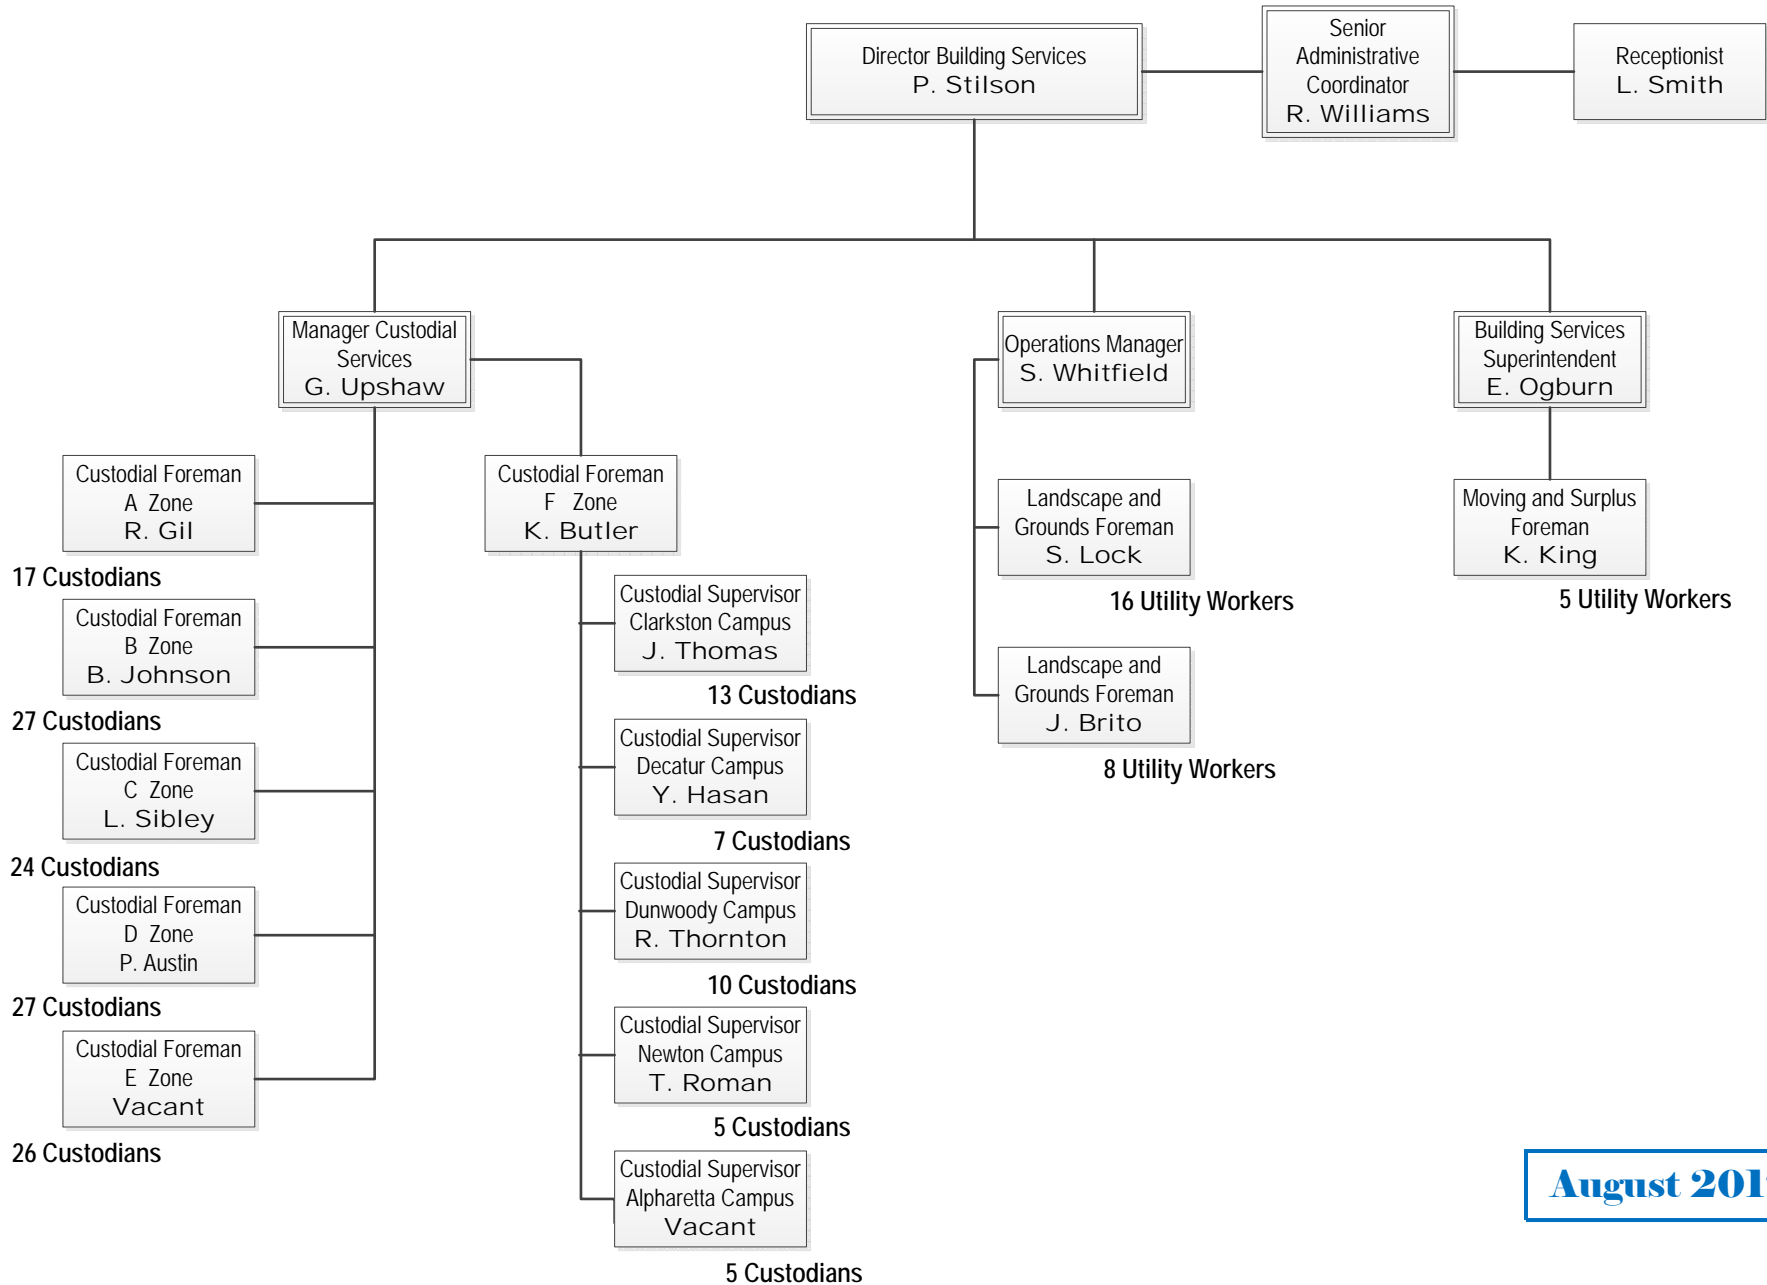 Director Building Services
P. Stilson
Senior
Administrative
Coordinator
R. Williams
Receptionist
L. Smith
Manager Custodial
Services
G. Upshaw
Operations Manager
S. Whitfield
Building Services
Superintendent
E. Ogburn
Custodial Foreman
A Zone
R. Gil
17 Custodians
Custodial Foreman
B Zone
B. Johnson
27 Custodians
Custodial Foreman
C Zone
L. Sibley
24 Custodians
Custodial Foreman
D Zone
P. Austin
27 Custodians
Custodial Foreman
E Zone
Vacant
26 Custodians
Custodial Foreman
F Zone
K. Butler
Custodial Supervisor
Clarkston Campus
J. Thomas
13 Custodians
Custodial Supervisor
Decatur Campus
Y. Hasan
7 Custodians
Custodial Supervisor
Dunwoody Campus
R. Thornton
10 Custodians
Custodial Supervisor
Newton Campus
T. Roman
5 Custodians
Custodial Supervisor
Alpharetta Campus
Vacant
5 Custodians
Landscape and
Grounds Foreman
S. Lock
16 Utility Workers
Landscape and
Grounds Foreman
J. Brito
8 Utility Workers
Moving and Surplus
Foreman
K. King
5 Utility Workers
August